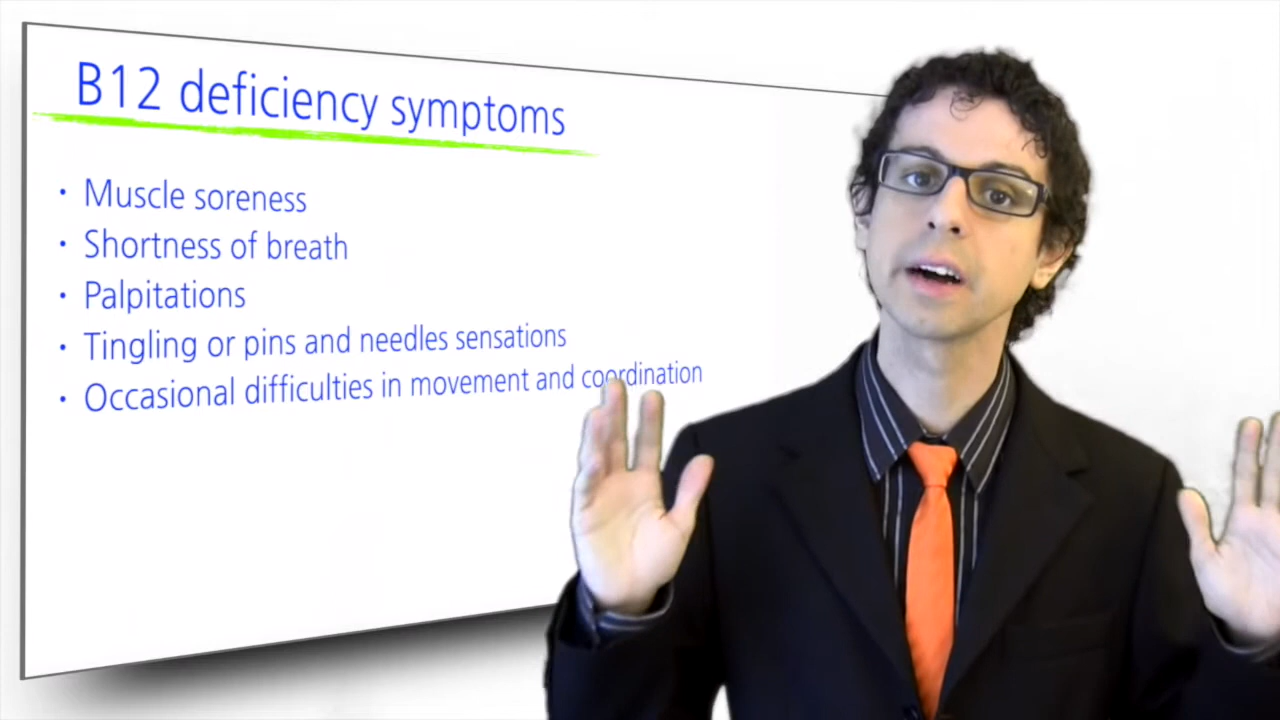 B12 deficiency symptoms
• Muscle soreness
• Shortness of breath
• Palpitations
• Tingling or pins and needles sensations
• Occasional difficulties in movement and coordination